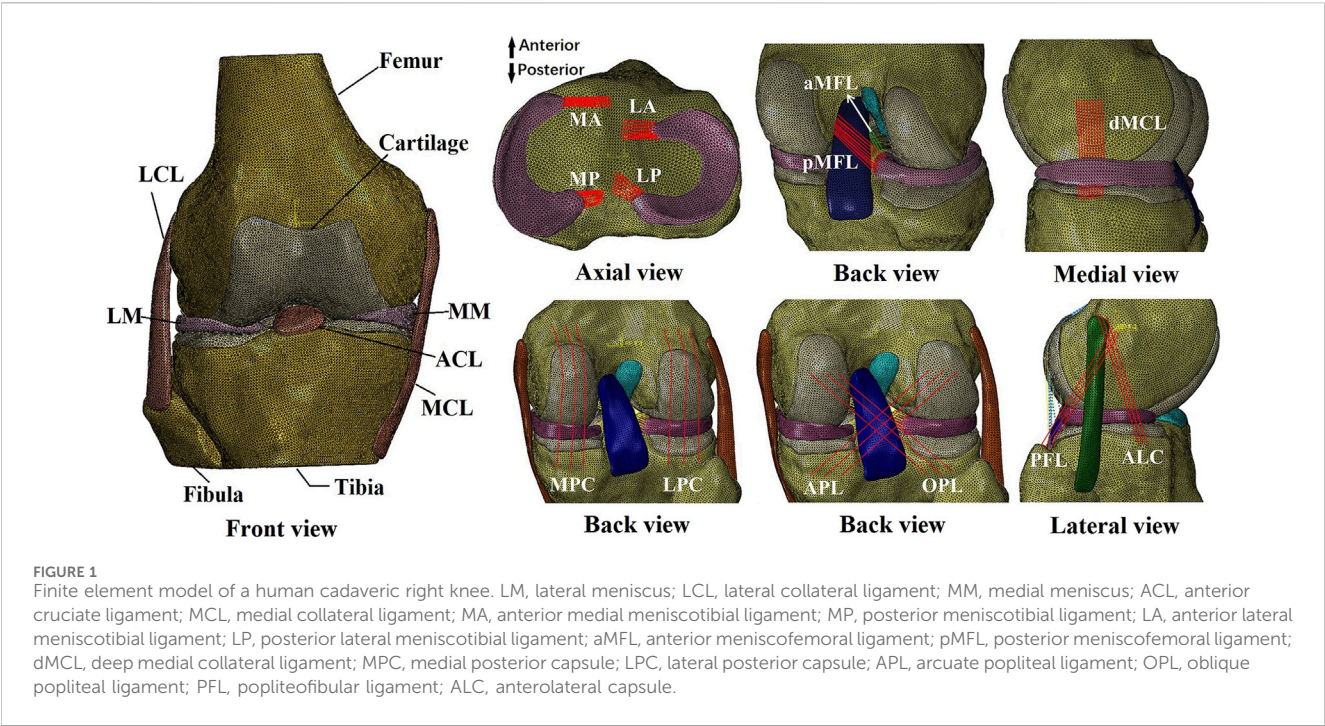 Femur
Cartilage
LCL
LM
MM
ACL
MCL
Fibula
Tibia
Front view
Anterior
Posterior
MA
LA
MP
LP
Axial view
aMFL
pMFL
Back view
dMCL
Medial view
MPC
LPC
Back view
APL
OPL
Back view
PFL
ALC
Lateral view
FIGURE 1
Finite element model of a human cadaveric right knee. LM, lateral meniscus; LCL, lateral collateral ligament; MM, medial meniscus; ACL, anterior
cruciate ligament; MCL, medial collateral ligament; MA, anterior medial meniscotibial ligament; MP, posterior meniscotibial ligament; LA, anterior lateral
meniscotibial ligament; LP, posterior lateral meniscotibial ligament; aMFL, anterior meniscofemoral ligament; pMFL, posterior meniscofemoral ligament;
dMCL, deep medial collateral ligament; MPC, medial posterior capsule; LPC, lateral posterior capsule; APL, arcuate popliteal ligament; OPL, oblique
popliteal ligament; PFL, popliteofibular ligament; ALC, anterolateral capsule.